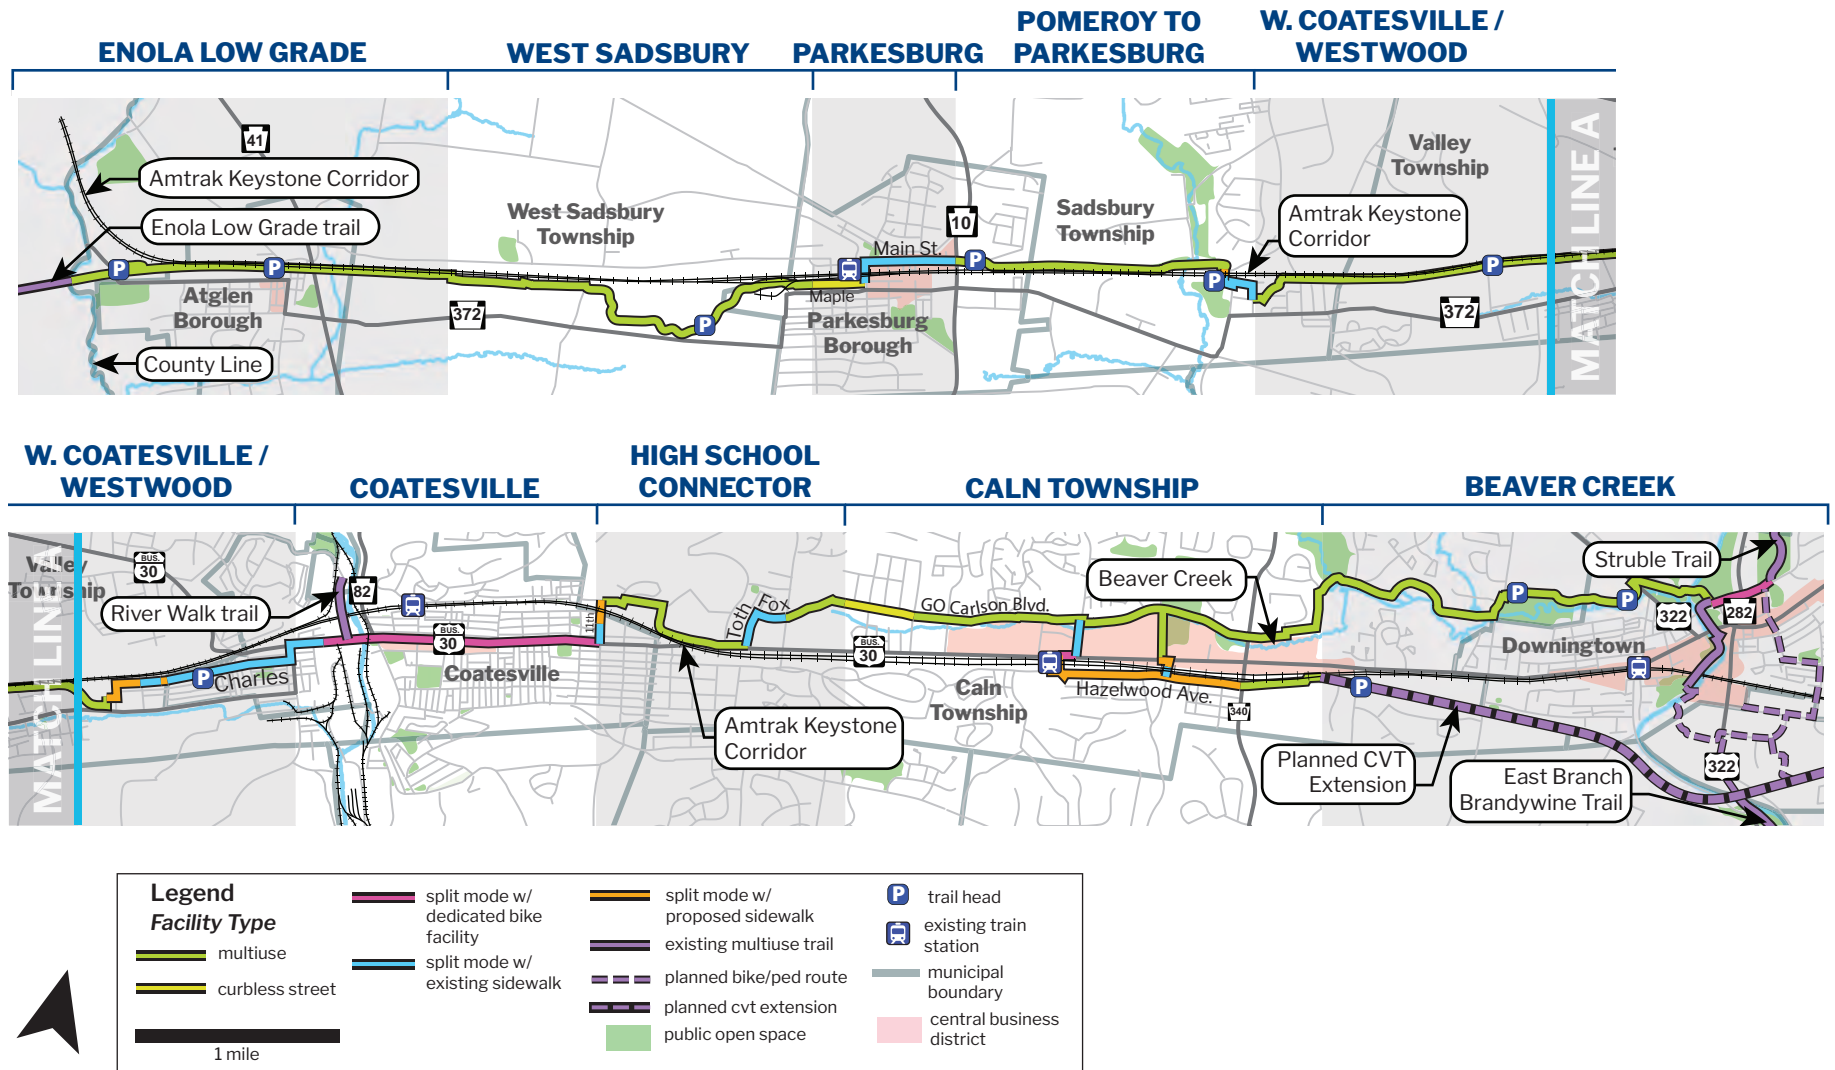 ENOLA LOW GRADE
WEST SADSBURY
PARKESBURG
POMEROY TO
PARKESBURG
W. COATESVILLE /
WESTWOOD
41
Amtrak Keystone Corridor
Enola Low Grade trail
P
P
Atglen
Borough
County Line
372
West Sadsbury
Township
P
Main St.
Maple
Parkesburg
Borough
10
P
Sadsbury
Township
P
Amtrak Keystone
Corridor
Valley
Township
P
372
MATCH LINE A
W. COATESVILLE /
WESTWOOD
COATESVILLE
HIGH SCHOOL
CONNECTOR
CALN TOWNSHIP
BEAVER CREEK
Valley
Township
MATCH LINE A
BUS.
30
River Walk trail
82
P
Charles
BUS.
30
Coatesville
11th
Toth
Fox
Amtrak Keystone
Corridor
BUS.
30
GO Carlson Blvd.
Beaver Creek
Caln
Township
Hazelwood Ave.
340
P
Planned CVT
Extension
P
P
Struble Trail
322
282
Downingtown
322
East Branch
Brandywine Trail
Legend
Facility Type
multiuse
curbless street
1 mile
split mode w/
dedicated bike
facility
split mode w/
existing sidewalk
split mode w/
proposed sidewalk
existing multiuse trail
planned bike/ped route
planned cvt extension
public open space
P
trail head
existing train
station
municipal
boundary
central business
district